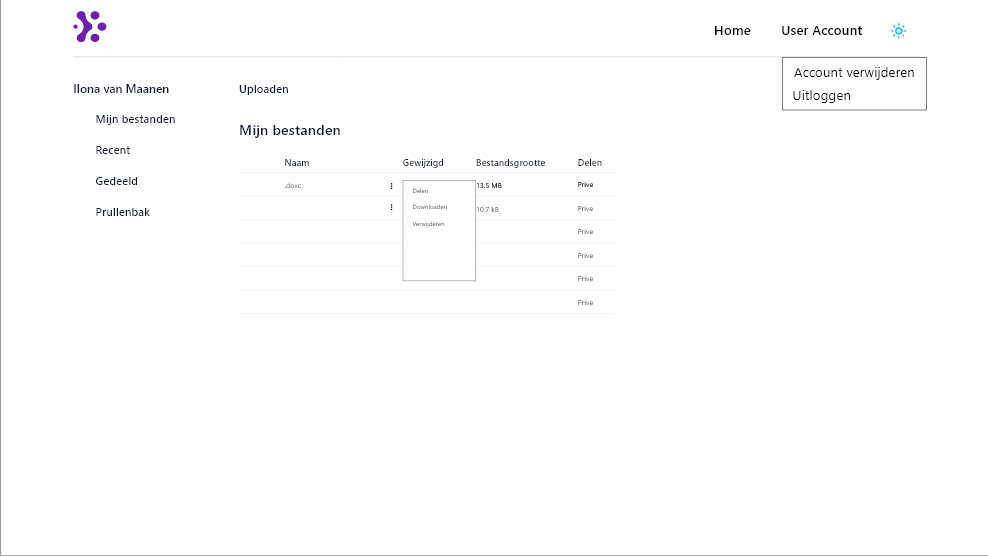 Home User Account
Account verwijderen
Uitloggen
Ilona van Maanen
Mijn bestanden
Recent
Gedeeld
Prullenbak
Uploaden
Mijn bestanden
Naam Gewijzigd Bestandsgrootte Delen
.doxc 13.5 MB Prive
10.7 kB Prive
Prive
Prive
Prive
Prive
Delen
Downloaden
Verwijderen